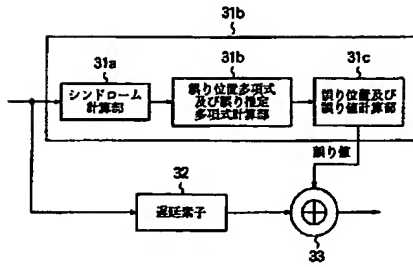 31b
31a
31b
31c
シンドローム
計算部
誤り位置多項式
及び誤り推定
多項式計算部
誤り位置及び
誤り値計算部
誤り値
32
遅延素子
33